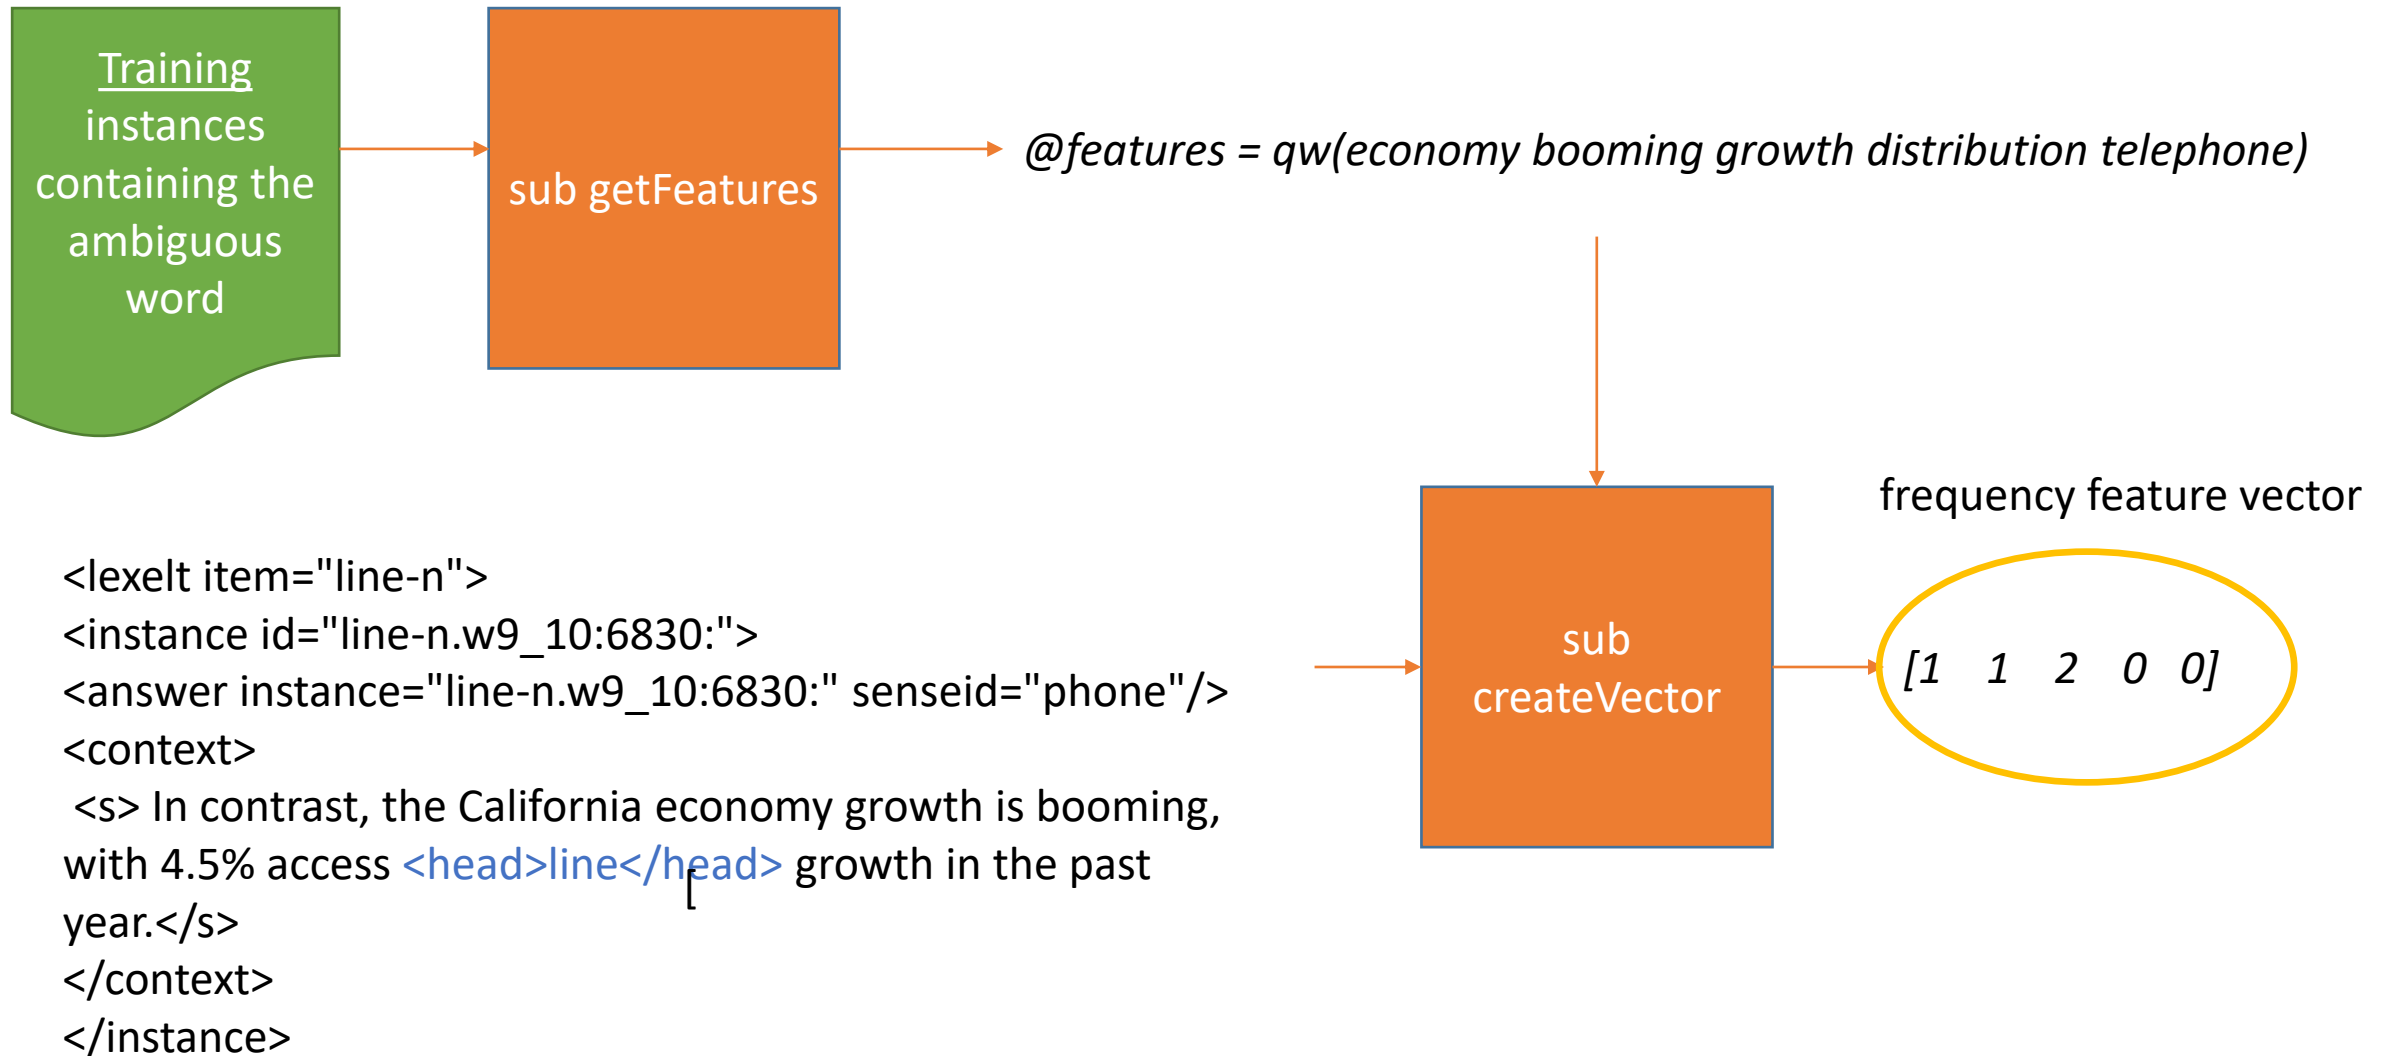 Training
instances
containing the
ambiguous
word
sub getFeatures
@features = qw(economy booming growth distribution telephone)
frequency feature vector
<lexelt item="line-n">
<instance id="line-n.w9_10:6830:">
<answer instance="line-n.w9_10:6830:" senseid="phone"/>
<context>
<s> In contrast, the California economy growth is booming,
with 4.5% access <head>line</head> growth in the past
[
year.</s>
</context>
</instance>
sub
createVector
[1 1 2 0 0]